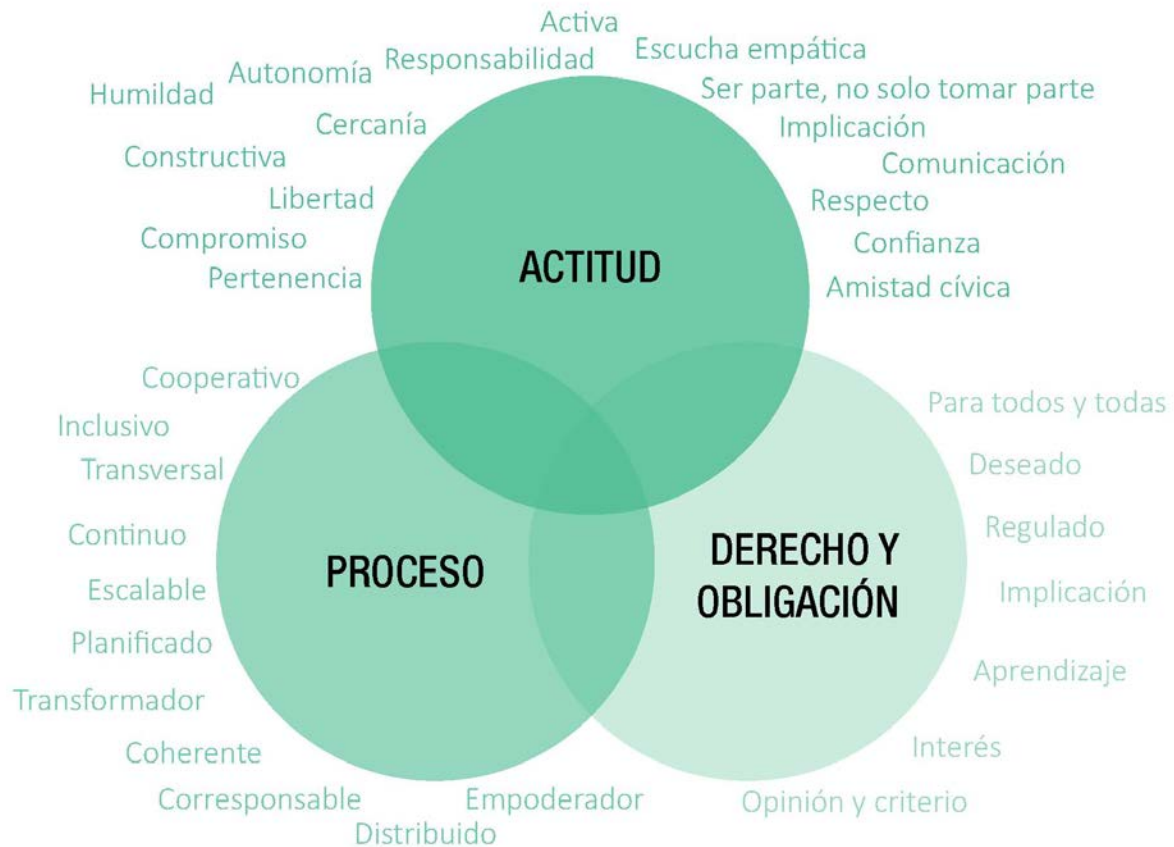 Activa
Responsabilidad
Escucha empática
Autonomía
Ser parte, no solo tomar parte
Humildad
Cercanía
Implicación
Constructiva
Comunicación
Libertad
Respecto
Compromiso
Confianza
Pertenencia
Amistad cívica
ACTITUD
Cooperativo
Inclusivo
Transversal
Continuo
Escalable
Planificado
Transformador
Coherente
Corresponsable
Distribuido
Empoderador
PROCESO
Para todos y todas
Deseado
Regulado
Implicación
Aprendizaje
Interés
Opinión y criterio
DERECHO Y
OBLIGACIÓN